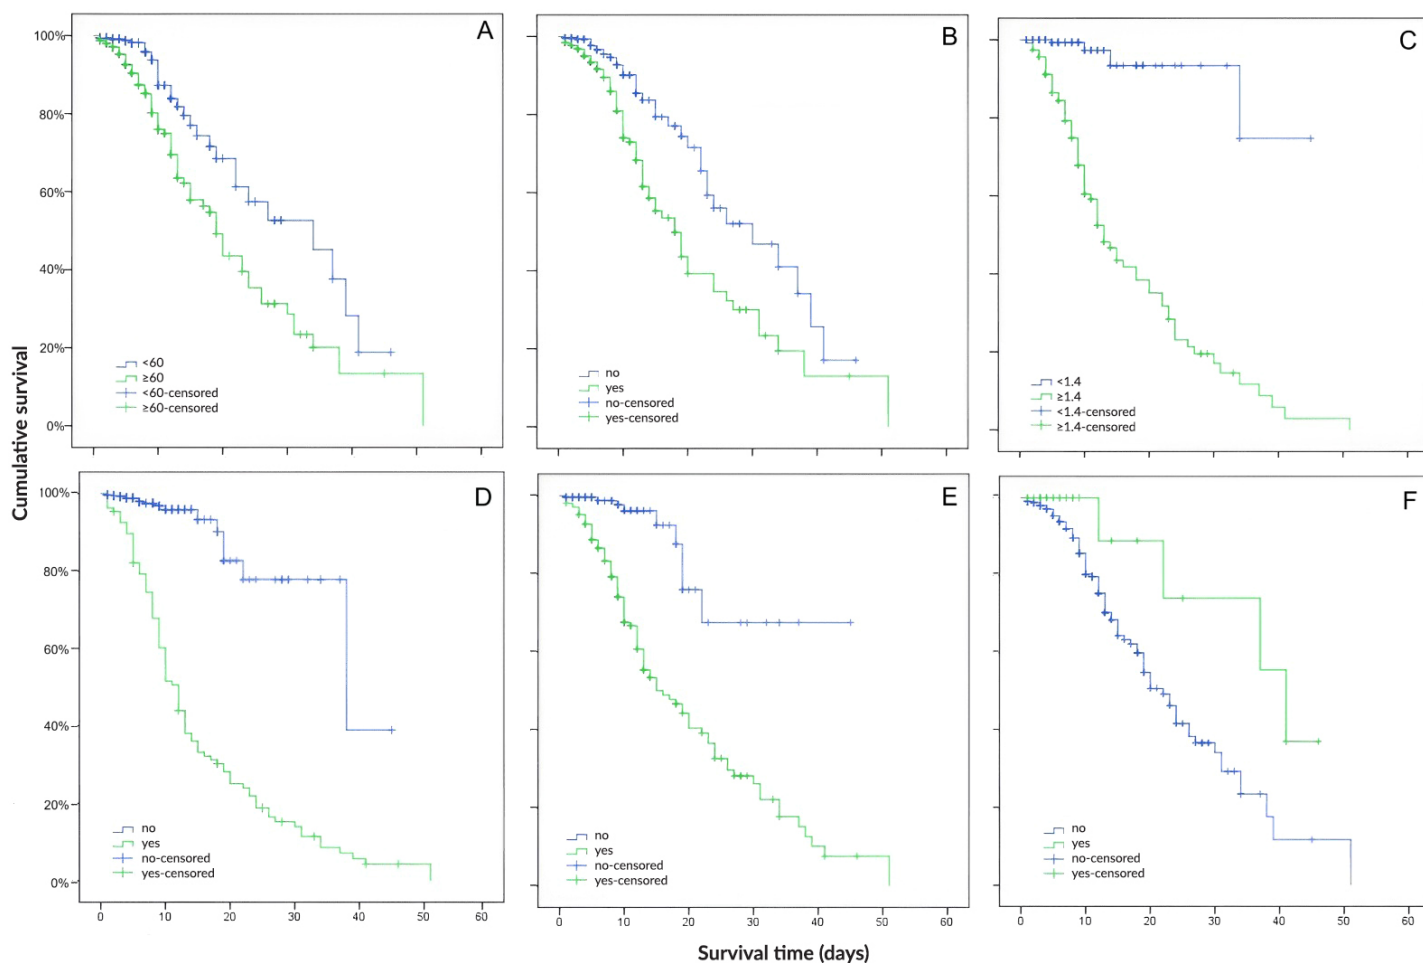 A
B
C
100%
80%
60%
40%
20%
0%
<60
≥60
<60-censored
≥60-censored
no
yes
no-censored
yes-censored
<1.4
≥1.4
<1.4-censored
≥1.4-censored
Cumulative survival
D
E
F
100%
80%
60%
40%
20%
0%
no
yes
no-censored
yes-censored
no
yes
no-censored
yes-censored
no
yes
no-censored
yes-censored
0 10 20 30 40 50 60
0 10 20 30 40 50 60
0 10 20 30 40 50 60
Survival time (days)